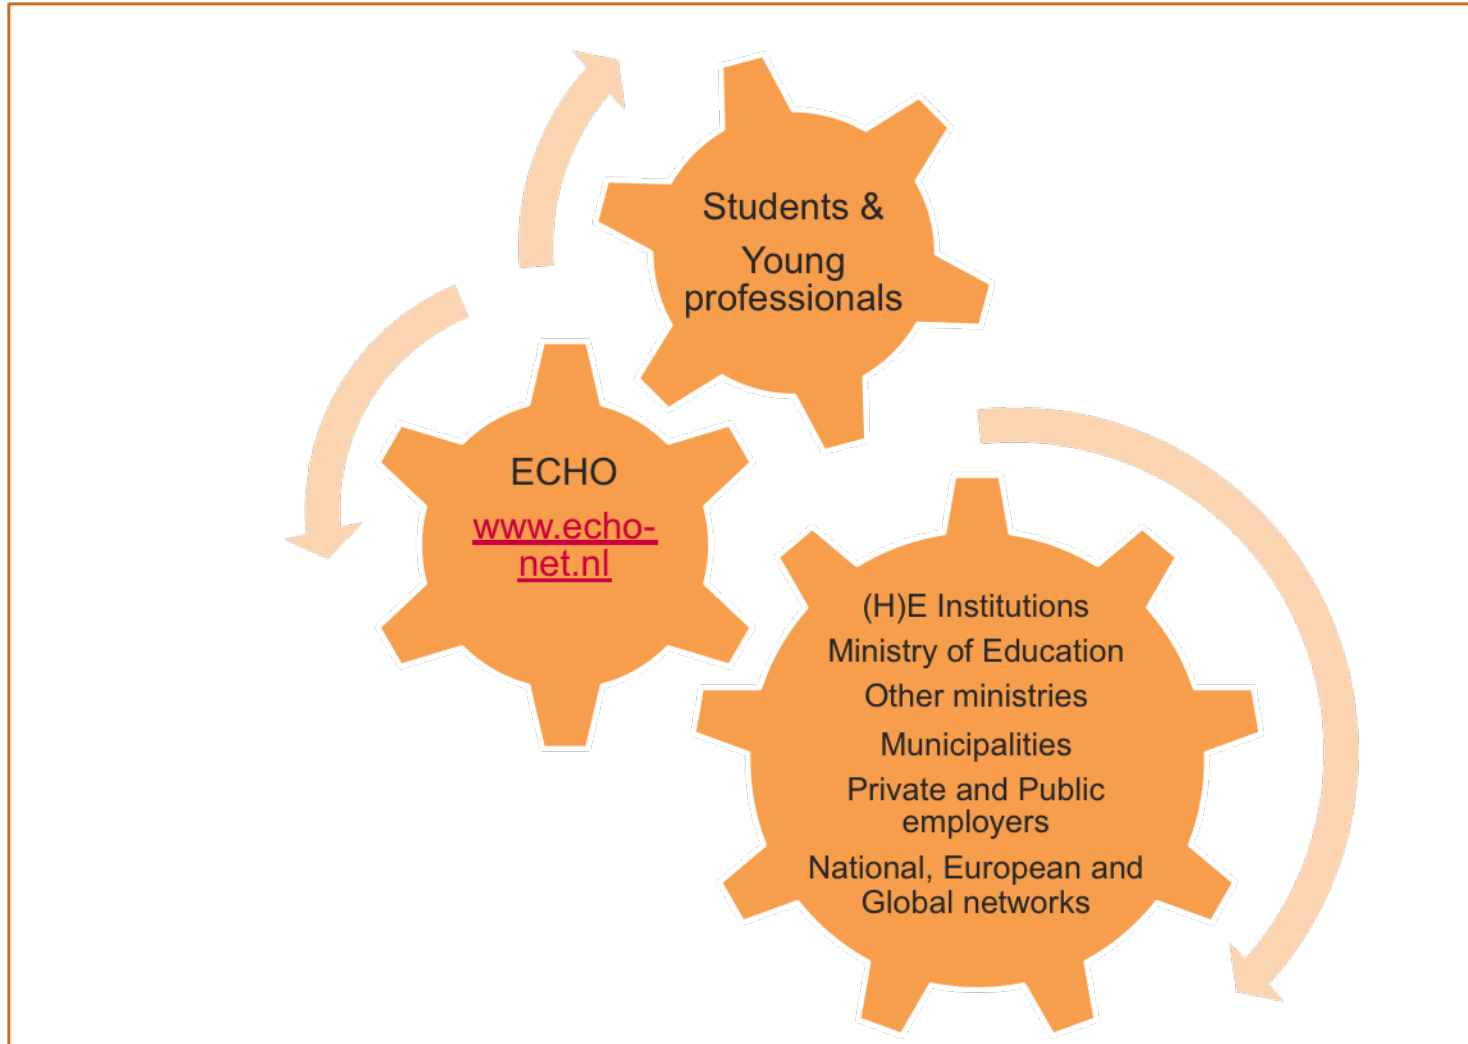 Students &
Young
professionals
ECHO
www.echo-
net.nl
(H)E Institutions
Ministry of Education
Other ministries
Municipalities
Private and Public
employers
National, European and
Global networks